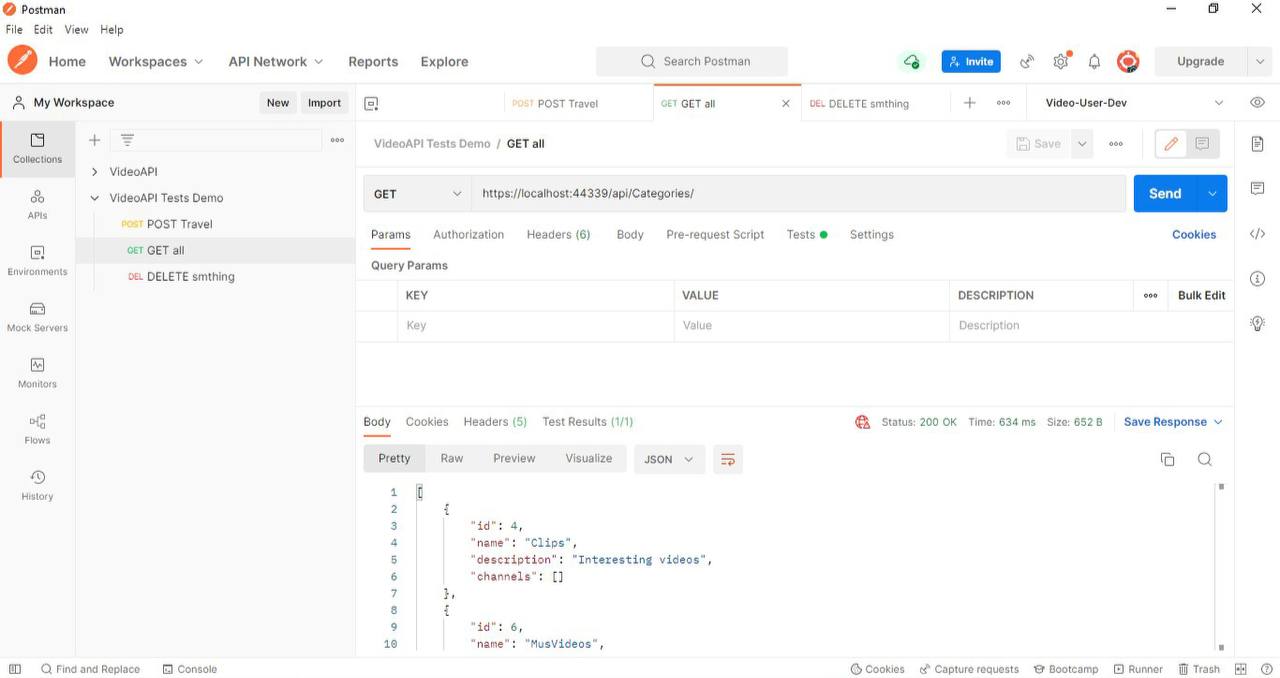 Postman
File Edit View Help
Home Workspaces API Network Reports Explore Search Postman Invite Upgrade
My Workspace New Import POST POST Travel GET GET all DEL DELETE smthing Video-User-Dev
VideoAPI Tests Demo / GET all Save
Collections
APIs
Environments
Mock Servers
Monitors
Flows
History
VideoAPI
VideoAPI Tests Demo
POST POST Travel
GET GET all
DEL DELETE smthing
GET https://localhost:44339/api/Categories/ Send
Params Authorization Headers (6) Body Pre-request Script Tests Settings Cookies
Query Params
KEY VALUE DESCRIPTION Bulk Edit
Key Value Description
Body Cookies Headers (5) Test Results (1/1) Status: 200 OK Time: 634 ms Size: 652 B Save Response
Pretty Raw Preview Visualize JSON
1 [
2 {
3 "id": 4,
4 "name": "Clips",
5 "description": "Interesting videos",
6 "channels": []
7 },
8 {
9 "id": 6,
10 "name": "MusVideos",
Find and Replace Console Cookies Capture requests Bootcamp Runner Trash